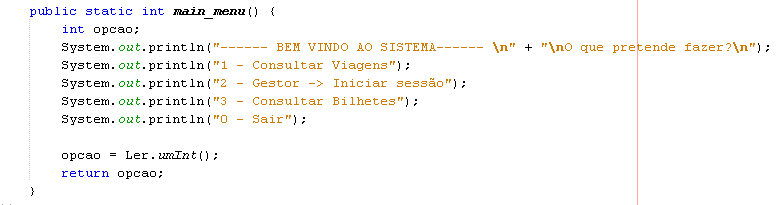 public static int main_menu() {
int opcao;
System.out.println("------ BEM VINDO AO SISTEMA------ \n" + "\nO que pretende fazer?\n");
System.out.println("1 - Consultar Viagens");
System.out.println("2 - Gestor -> Iniciar sessão");
System.out.println("3 - Consultar Bilhetes");
System.out.println("0 - Sair");
opcao = Ler.umInt();
return opcao;
}